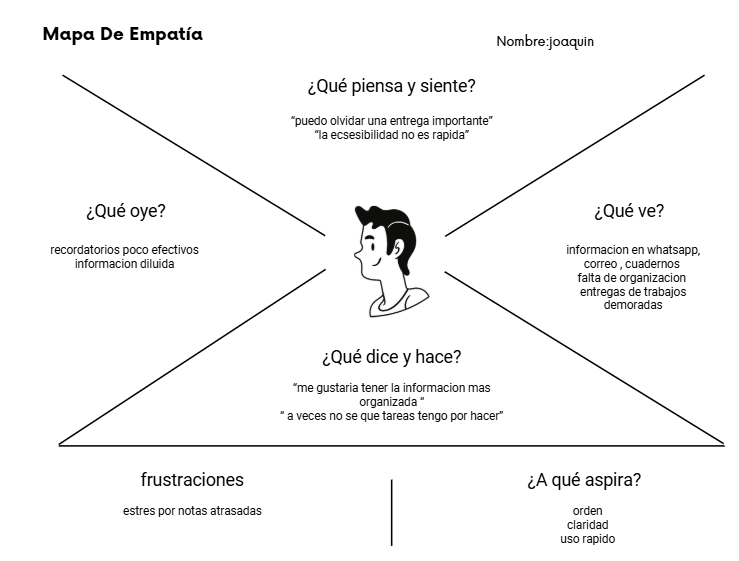 Mapa De Empatía
Nombre:joaquin
¿Qué piensa y siente?
“puedo olvidar una entrega importante”
“la ecsesibilidad no es rapida”
¿Qué oye?
recordatorios poco efectivos
informacion diluida
¿Qué ve?
informacion en whatsapp,
correo , cuadernos
falta de organizacion
entregas de trabajos
demoradas
¿Qué dice y hace?
“me gustaria tener la informacion mas
organizada “
“ a veces no se que tareas tengo por hacer”
frustraciones
estres por notas atrasadas
¿A qué aspira?
orden
claridad
uso rapido